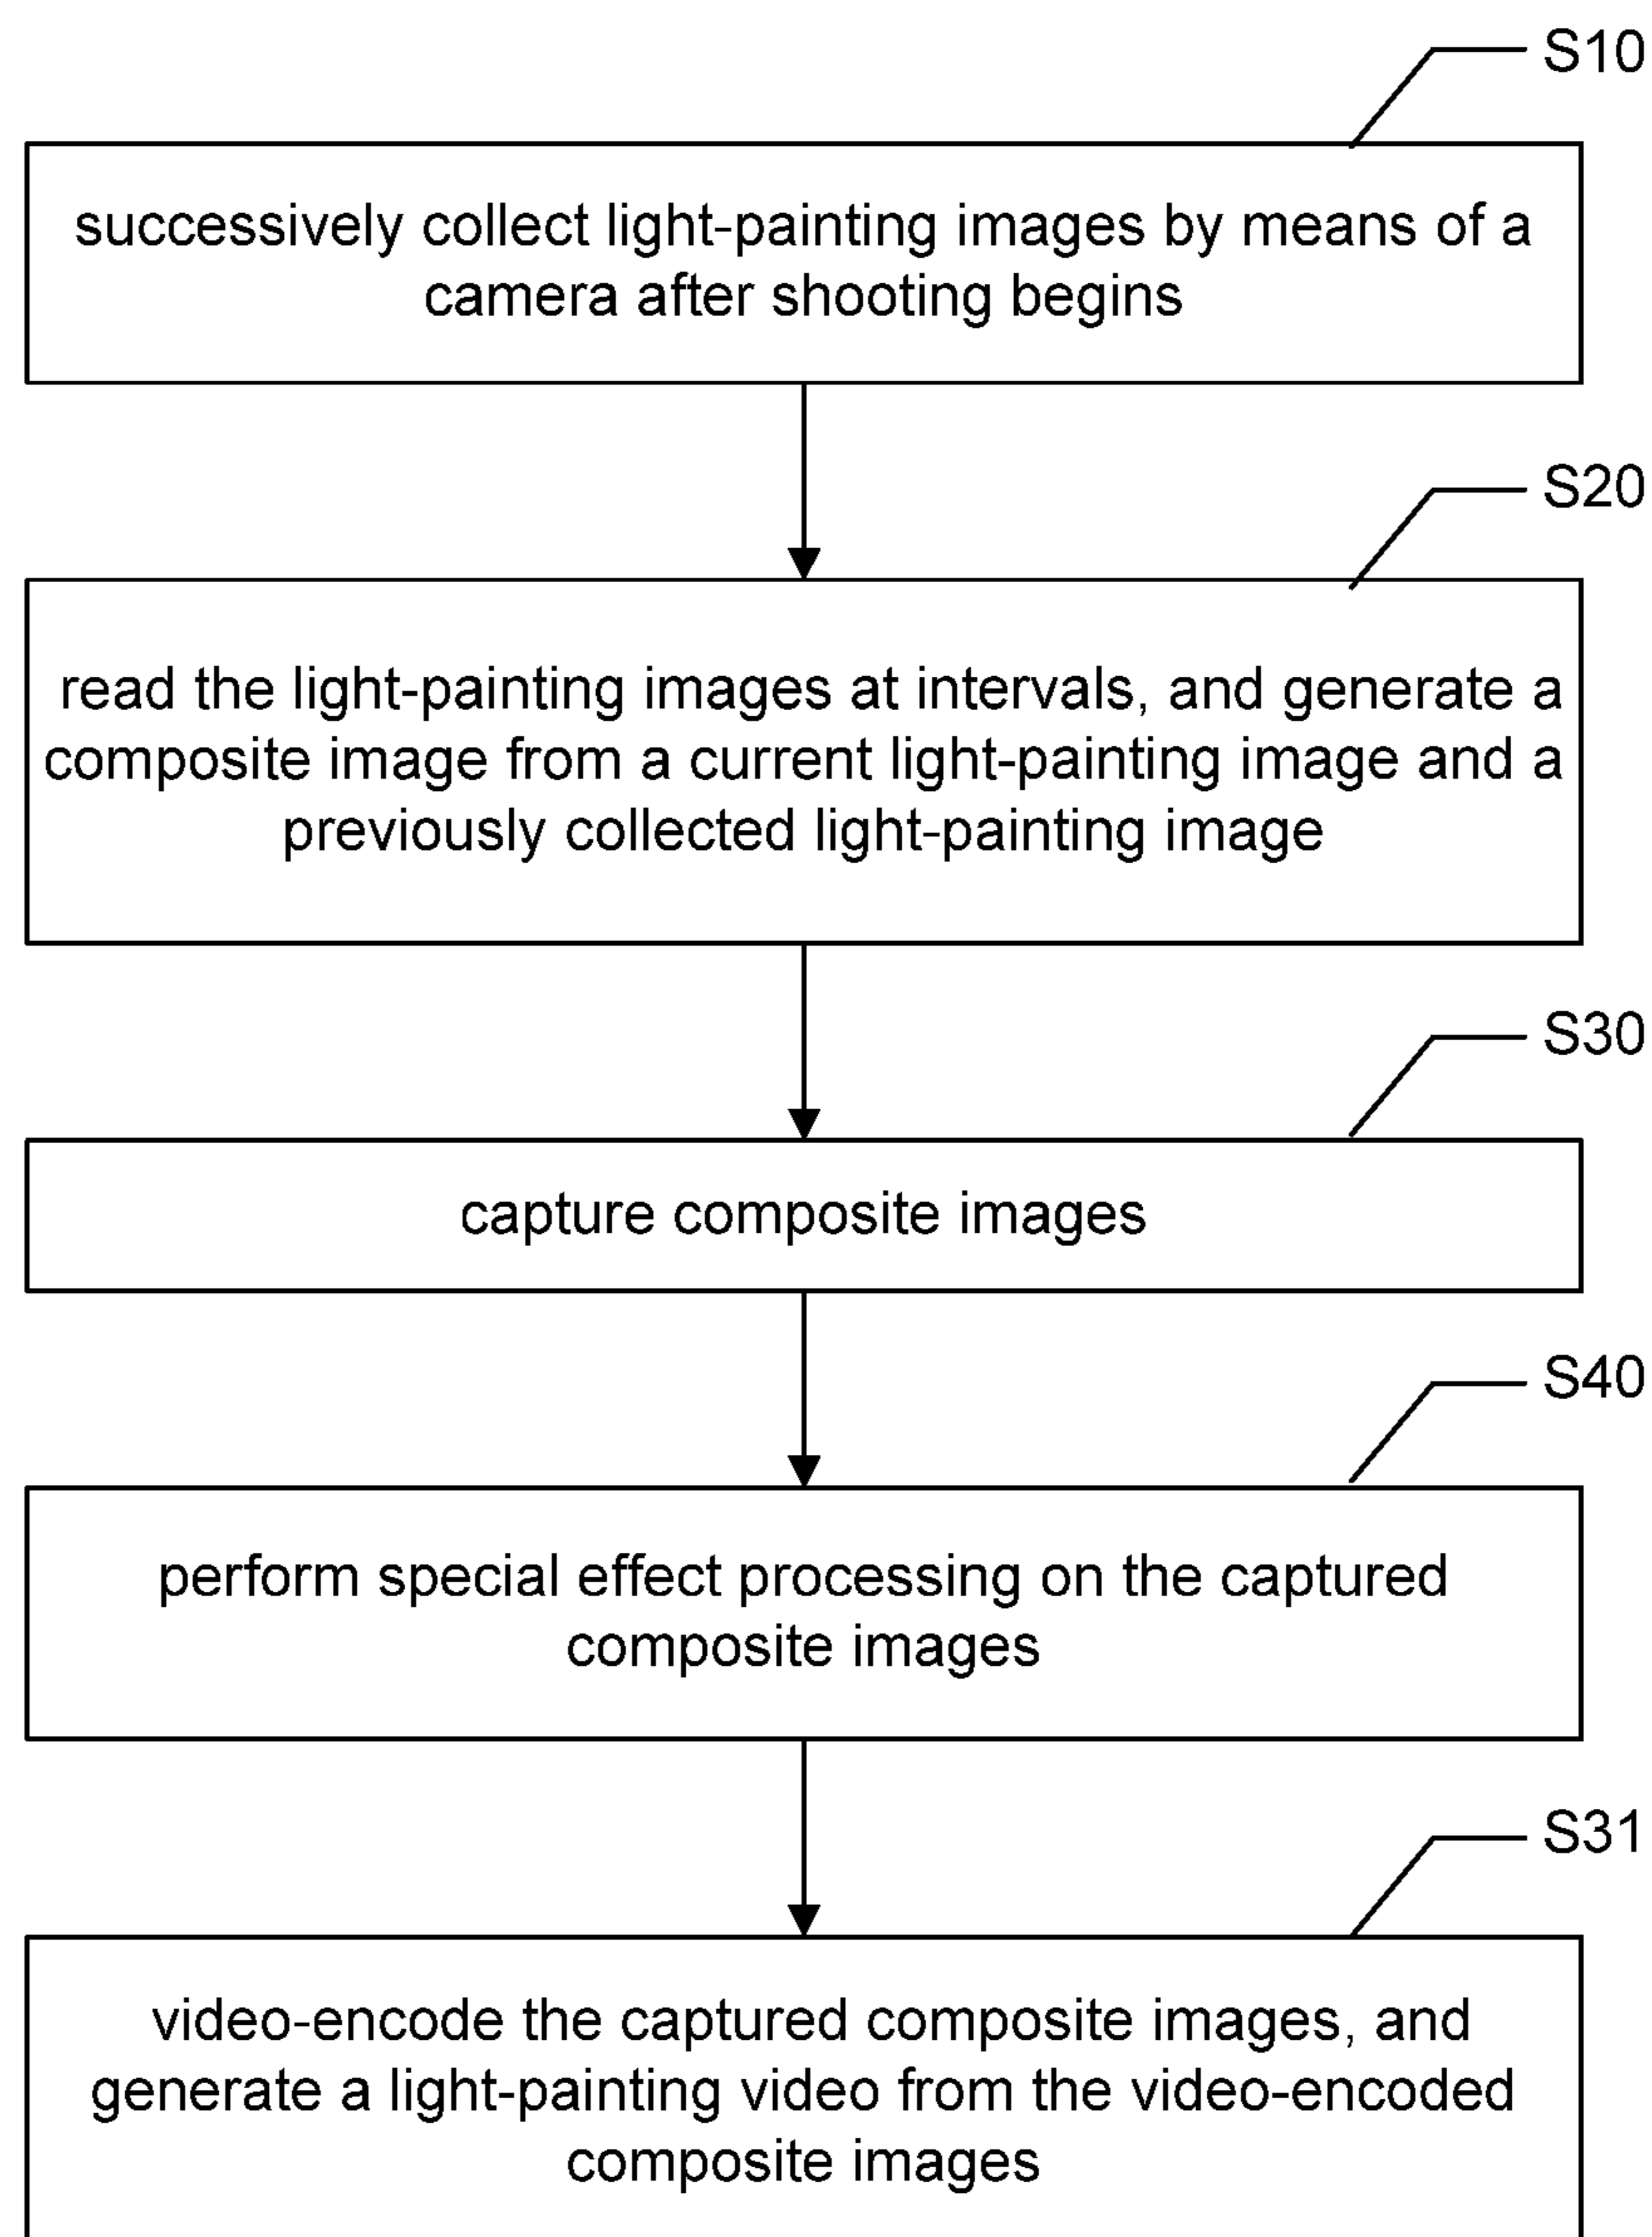 S10
successively collect light-painting images by means of a
camera after shooting begins
S20
read the light-painting images at intervals, and generate a
composite image from a current light-painting image and a
previously collected light-painting image
S30
capture composite images
S40
perform special effect processing on the captured
composite images
S31
video-encode the captured composite images, and
generate a light-painting video from the video-encoded
composite images